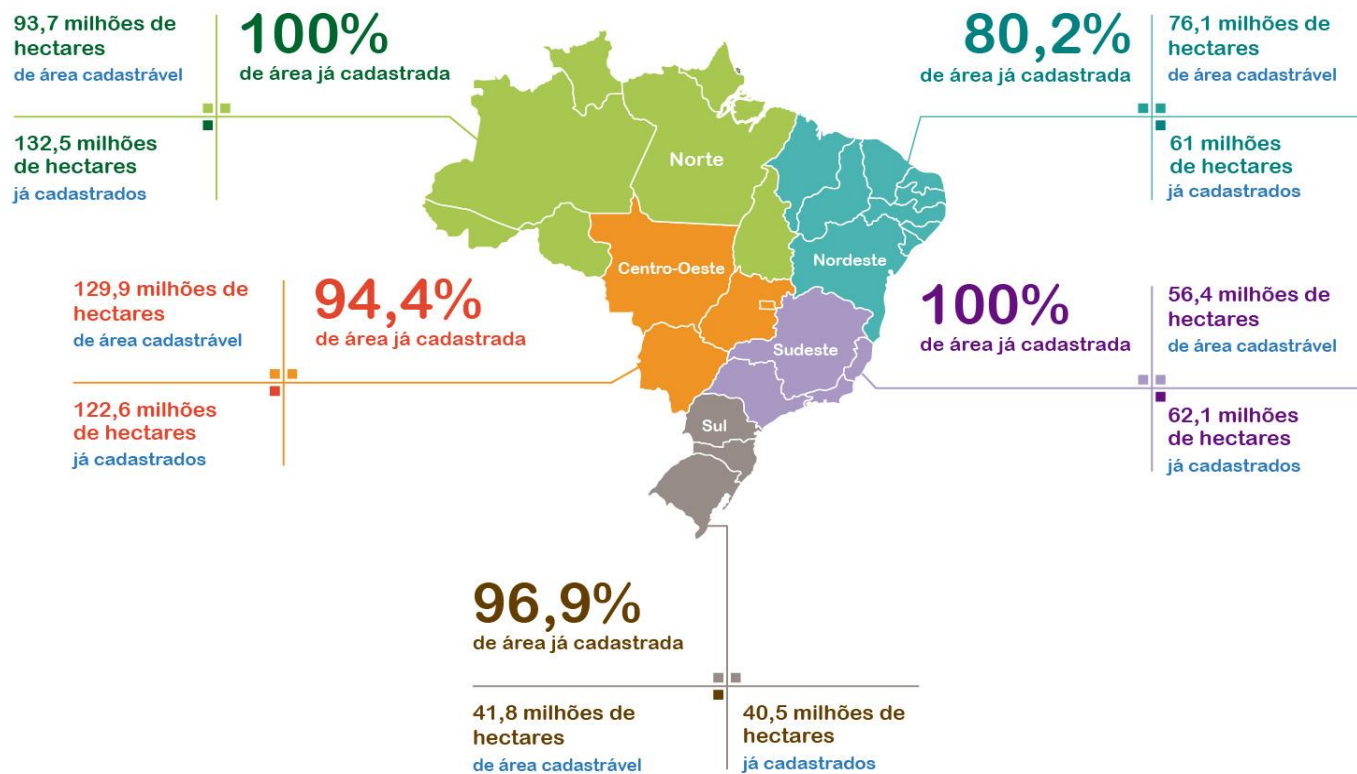 93,7 milhões de
hectares
de área cadastrável
100%
de área já cadastrada
132,5 milhões
de hectares
já cadastrados
80,2%
de área já cadastrada
76,1 milhões de
hectares
de área cadastrável
61 milhões
de hectares
já cadastrados
Norte
Nordeste
Centro-Oeste
Sudeste
Sul
129,9 milhões de
hectares
de área cadastrável
94,4%
de área já cadastrada
122,6 milhões
de hectares
já cadastrados
100%
de área já cadastrada
56,4 milhões de
hectares
de área cadastrável
62,1 milhões
de hectares
já cadastrados
96,9%
de área já cadastrada
41,8 milhões de
hectares
de área cadastrável
40,5 milhões de
hectares
já cadastrados